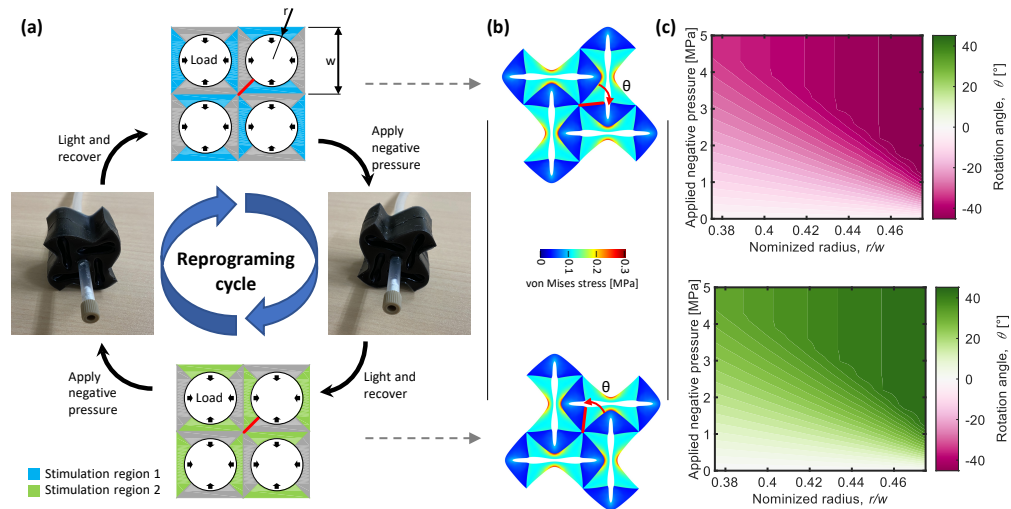 (a)
r
w
Load
Light and
recover
Apply
negative
pressure
Reprograming
cycle
Apply
negative
pressure
Light and
recover
Load
Stimulation region 1
Stimulation region 2
(b)
θ
0
0.1
0.2
0.3
von Mises stress [MPa]
θ
(c)
Applied negative pressure [MPa]
5
4
3
2
1
0
0.38 0.4 0.42 0.44 0.46
Nominized radius, r/w
40
20
0
-20
-40
Rotation angle, θ [°]
Applied negative pressure [MPa]
5
4
3
2
1
0
0.38 0.4 0.42 0.44 0.46
Nominized radius, r/w
40
20
0
-20
-40
Rotation angle, θ [°]